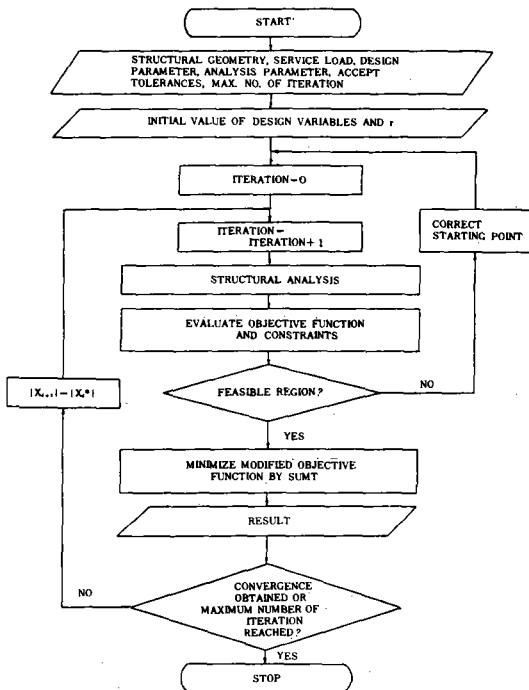 START
STRUCTURAL GEOMETRY, SERVICE LOAD, DESIGN
PARAMETER, ANALYSIS PARAMETER, ACCEPT
TOLERANCES, MAX. NO. OF ITERATION
INITIAL VALUE OF DESIGN VARIABLES AND r
ITERATION=0
ITERATION=
ITERATION+1
CORRECT
STARTING POINT
STRUCTURAL ANALYSIS
EVALUATE OBJECTIVE FUNCTION
AND CONSTRAINTS
FEASIBLE REGION?
NO
YES
MINIMIZE MODIFIED OBJECTIVE
FUNCTION BY SUMT
RESULT
NO
CONVERGENCE
OBTAINED OR
MAXIMUM NUMBER OF
ITERATION
REACHED?
YES
STOP